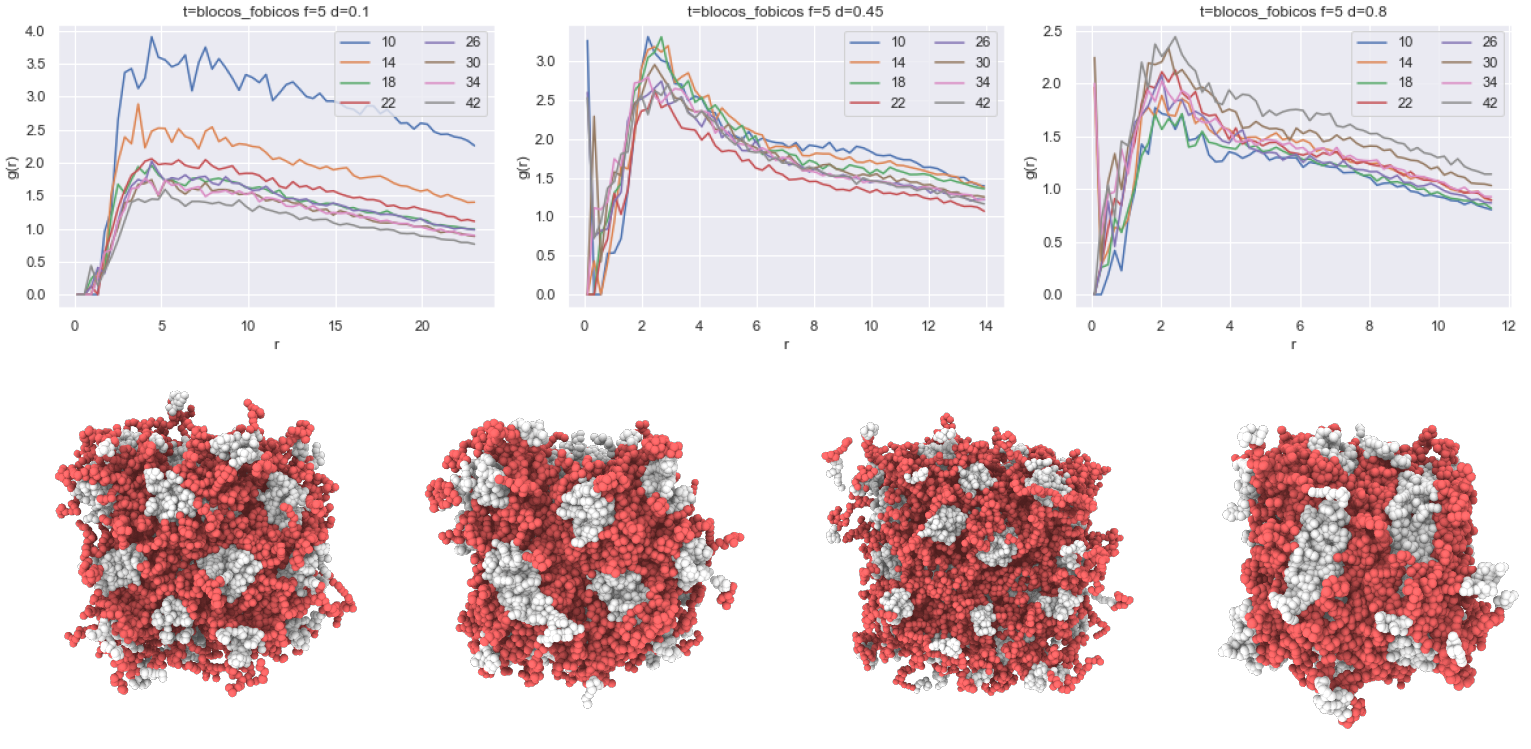 t=blocos_fobicos f=5 d=0.1
4.0
3.5
3.0
2.5
2.0
1.5
1.0
0.5
0.0
g(r)
10 26
14 30
18 34
22 42
0 5 10 15 20
r
t=blocos_fobicos f=5 d=0.45
3.0
2.5
2.0
1.5
1.0
0.5
0.0
g(r)
10 26
14 30
18 34
22 42
0 2 4 6 8 10 12 14
r
t=blocos_fobicos f=5 d=0.8
2.5
2.0
1.5
1.0
0.5
0.0
g(r)
10 26
14 30
18 34
22 42
0 2 4 6 8 10 12
r